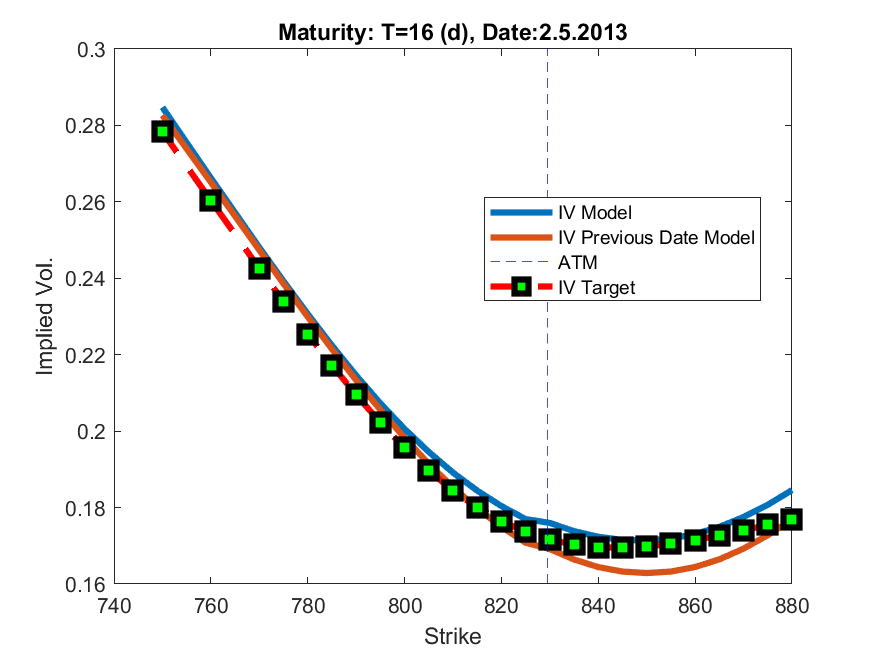 Maturity: T=16 (d), Date:2.5.2013
0.3
0.28
0.26
0.24
0.22
0.2
0.18
0.16
Implied Vol.
IV Model
IV Previous Date Model
ATM
IV Target
740
760
780
800
820
840
860
880
Strike